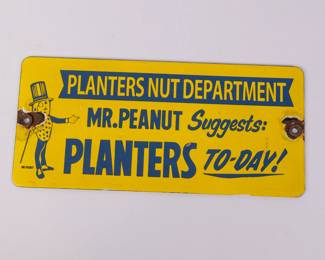 PLANTERS NUT DEPARTMENT
MR. PEANUT Suggests:
PLANTERS TO-DAY!